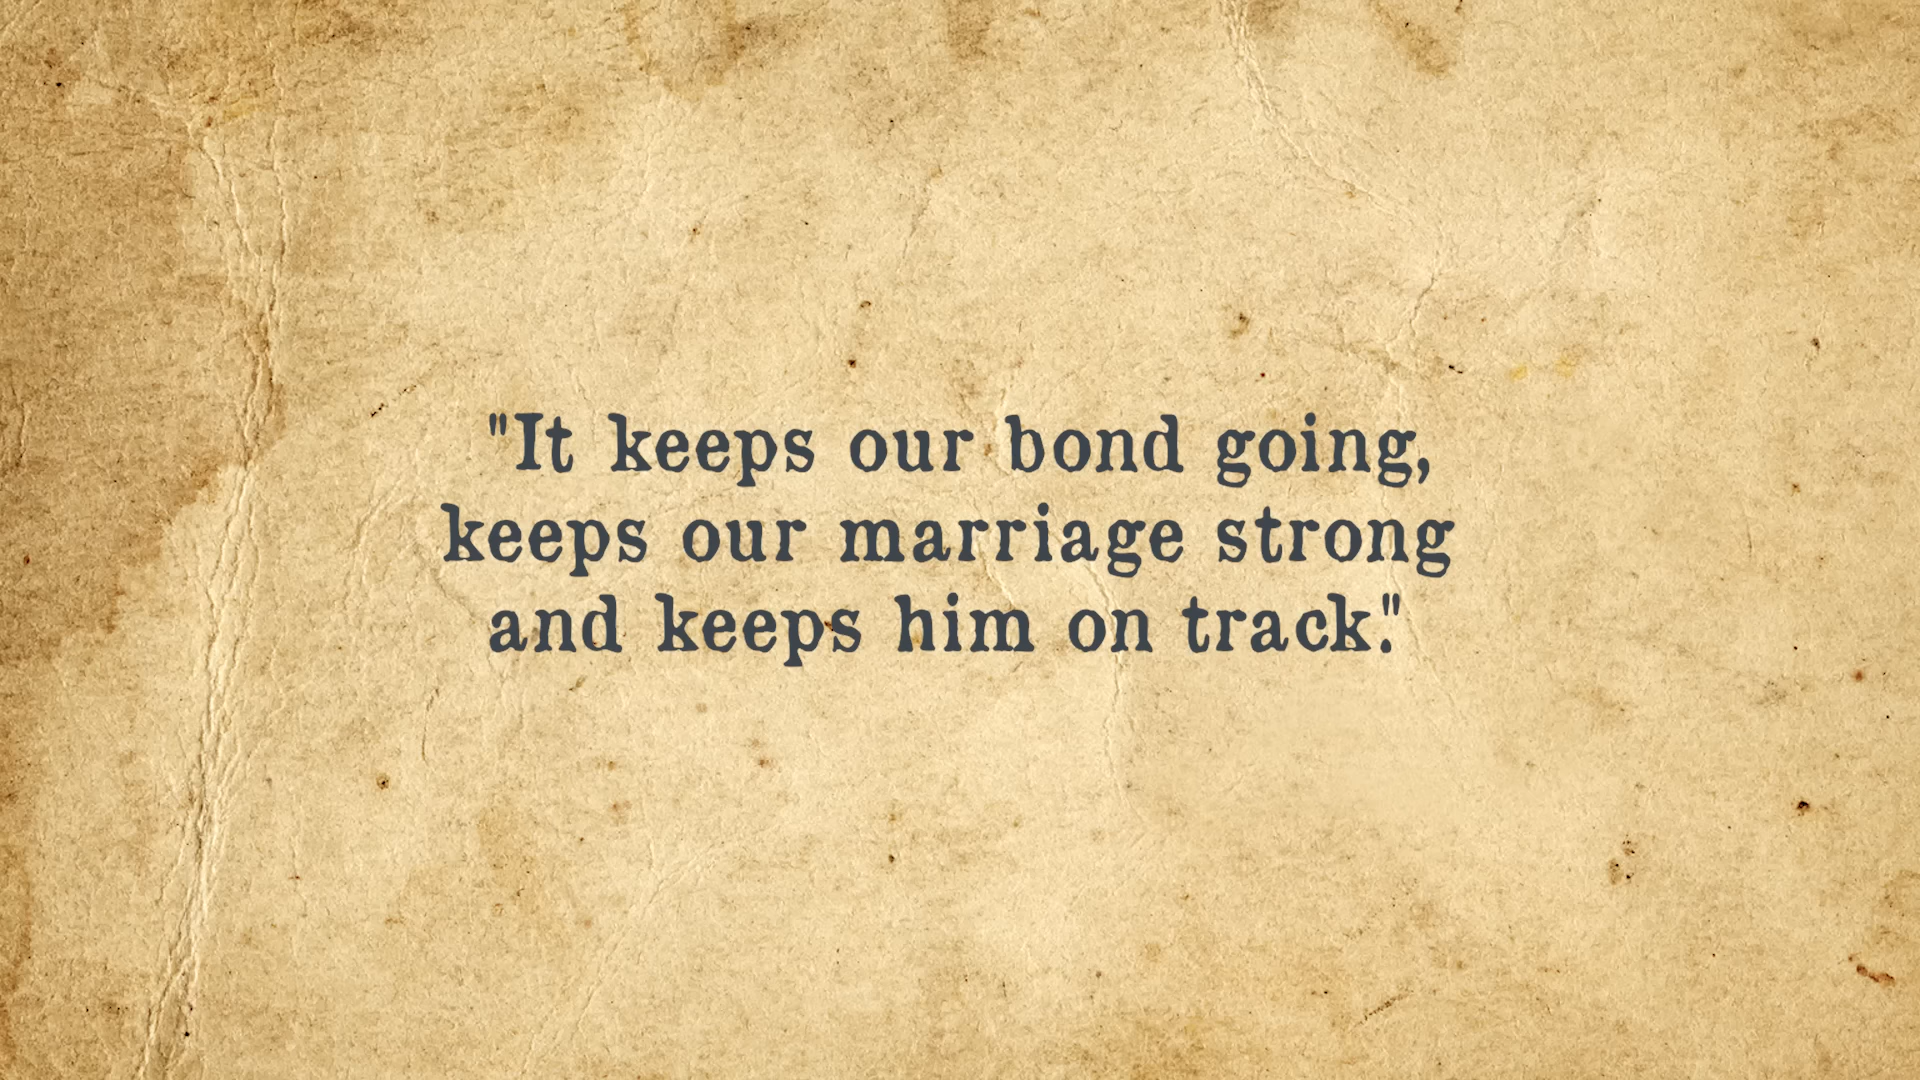 "It keeps our bond going,
keeps our marriage strong
and keeps him on track."